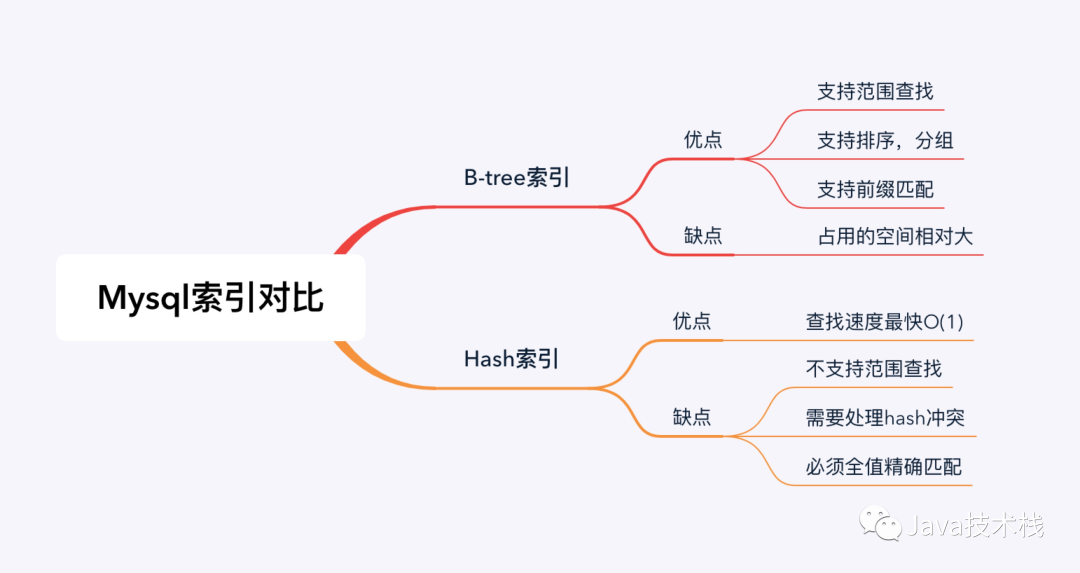 Mysql索引对比
B-tree索引
优点
支持范围查找
支持排序，分组
支持前缀匹配
缺点
占用的空间相对大
Hash索引
优点
查找速度最快O(1)
缺点
不支持范围查找
需要处理hash冲突
必须全值精确匹配
Java技术栈